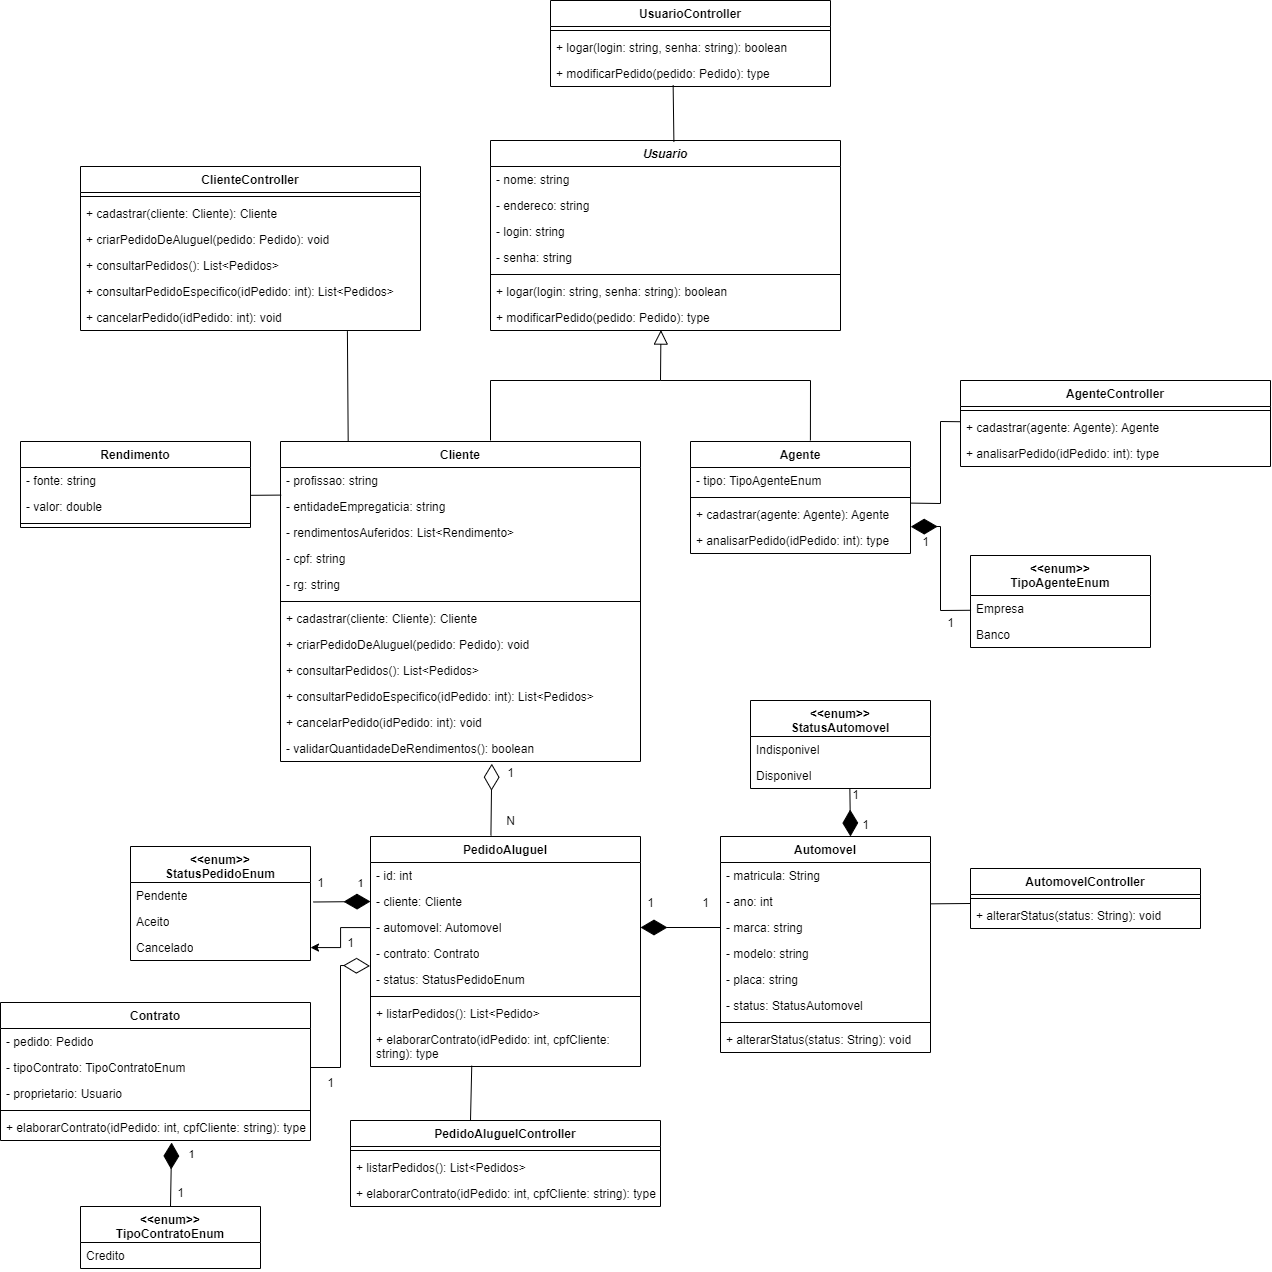 UsuarioController
+ logar(login: string, senha: string): boolean
+ modificarPedido(pedido: Pedido): type
Usuario
- nome: string
- endereco: string
- login: string
- senha: string
+ logar(login: string, senha: string): boolean
+ modificarPedido(pedido: Pedido): type
ClienteController
+ cadastrar(cliente: Cliente): Cliente
+ criarPedidoDeAluguel(pedido: Pedido): void
+ consultarPedidos(): List<Pedidos>
+ consultarPedidoEspecifico(idPedido: int): List<Pedidos>
+ cancelarPedido(idPedido: int): void
AgenteController
+ cadastrar(agente: Agente): Agente
+ analisarPedido(idPedido: int): type
Rendimento
- fonte: string
- valor: double
Cliente
- profissao: string
- entidadeEmpregaticia: string
- rendimentosAuferidos: List<Rendimento>
- cpf: string
- rg: string
+ cadastrar(cliente: Cliente): Cliente
+ criarPedidoDeAluguel(pedido: Pedido): void
+ consultarPedidos(): List<Pedidos>
+ consultarPedidoEspecifico(idPedido: int): List<Pedidos>
+ cancelarPedido(idPedido: int): void
- validarQuantidadeDeRendimentos(): boolean
Agente
- tipo: TipoAgenteEnum
+ cadastrar(agente: Agente): Agente
+ analisarPedido(idPedido: int): type
1
1
<<enum>>
TipoAgenteEnum
Empresa
Banco
<<enum>>
StatusAutomovel
Indisponivel
Disponivel
1
1
1
N
<<enum>>
StatusPedidoEnum
Pendente
Aceito
Cancelado
1
1
1
PedidoAluguel
- id: int
- cliente: Cliente
- automovel: Automovel
- contrato: Contrato
- status: StatusPedidoEnum
+ listarPedidos(): List<Pedido>
+ elaborarContrato(idPedido: int, cpfCliente:
string): type
1
1
Automovel
- matricula: String
- ano: int
- marca: string
- modelo: string
- placa: string
- status: StatusAutomovel
+ alterarStatus(status: String): void
AutomovelController
+ alterarStatus(status: String): void
Contrato
- pedido: Pedido
- tipoContrato: TipoContratoEnum
- proprietario: Usuario
+ elaborarContrato(idPedido: int, cpfCliente: string): type
1
PedidoAluguelController
+ listarPedidos(): List<Pedidos>
+ elaborarContrato(idPedido: int, cpfCliente: string): type
1
1
<<enum>>
TipoContratoEnum
Credito